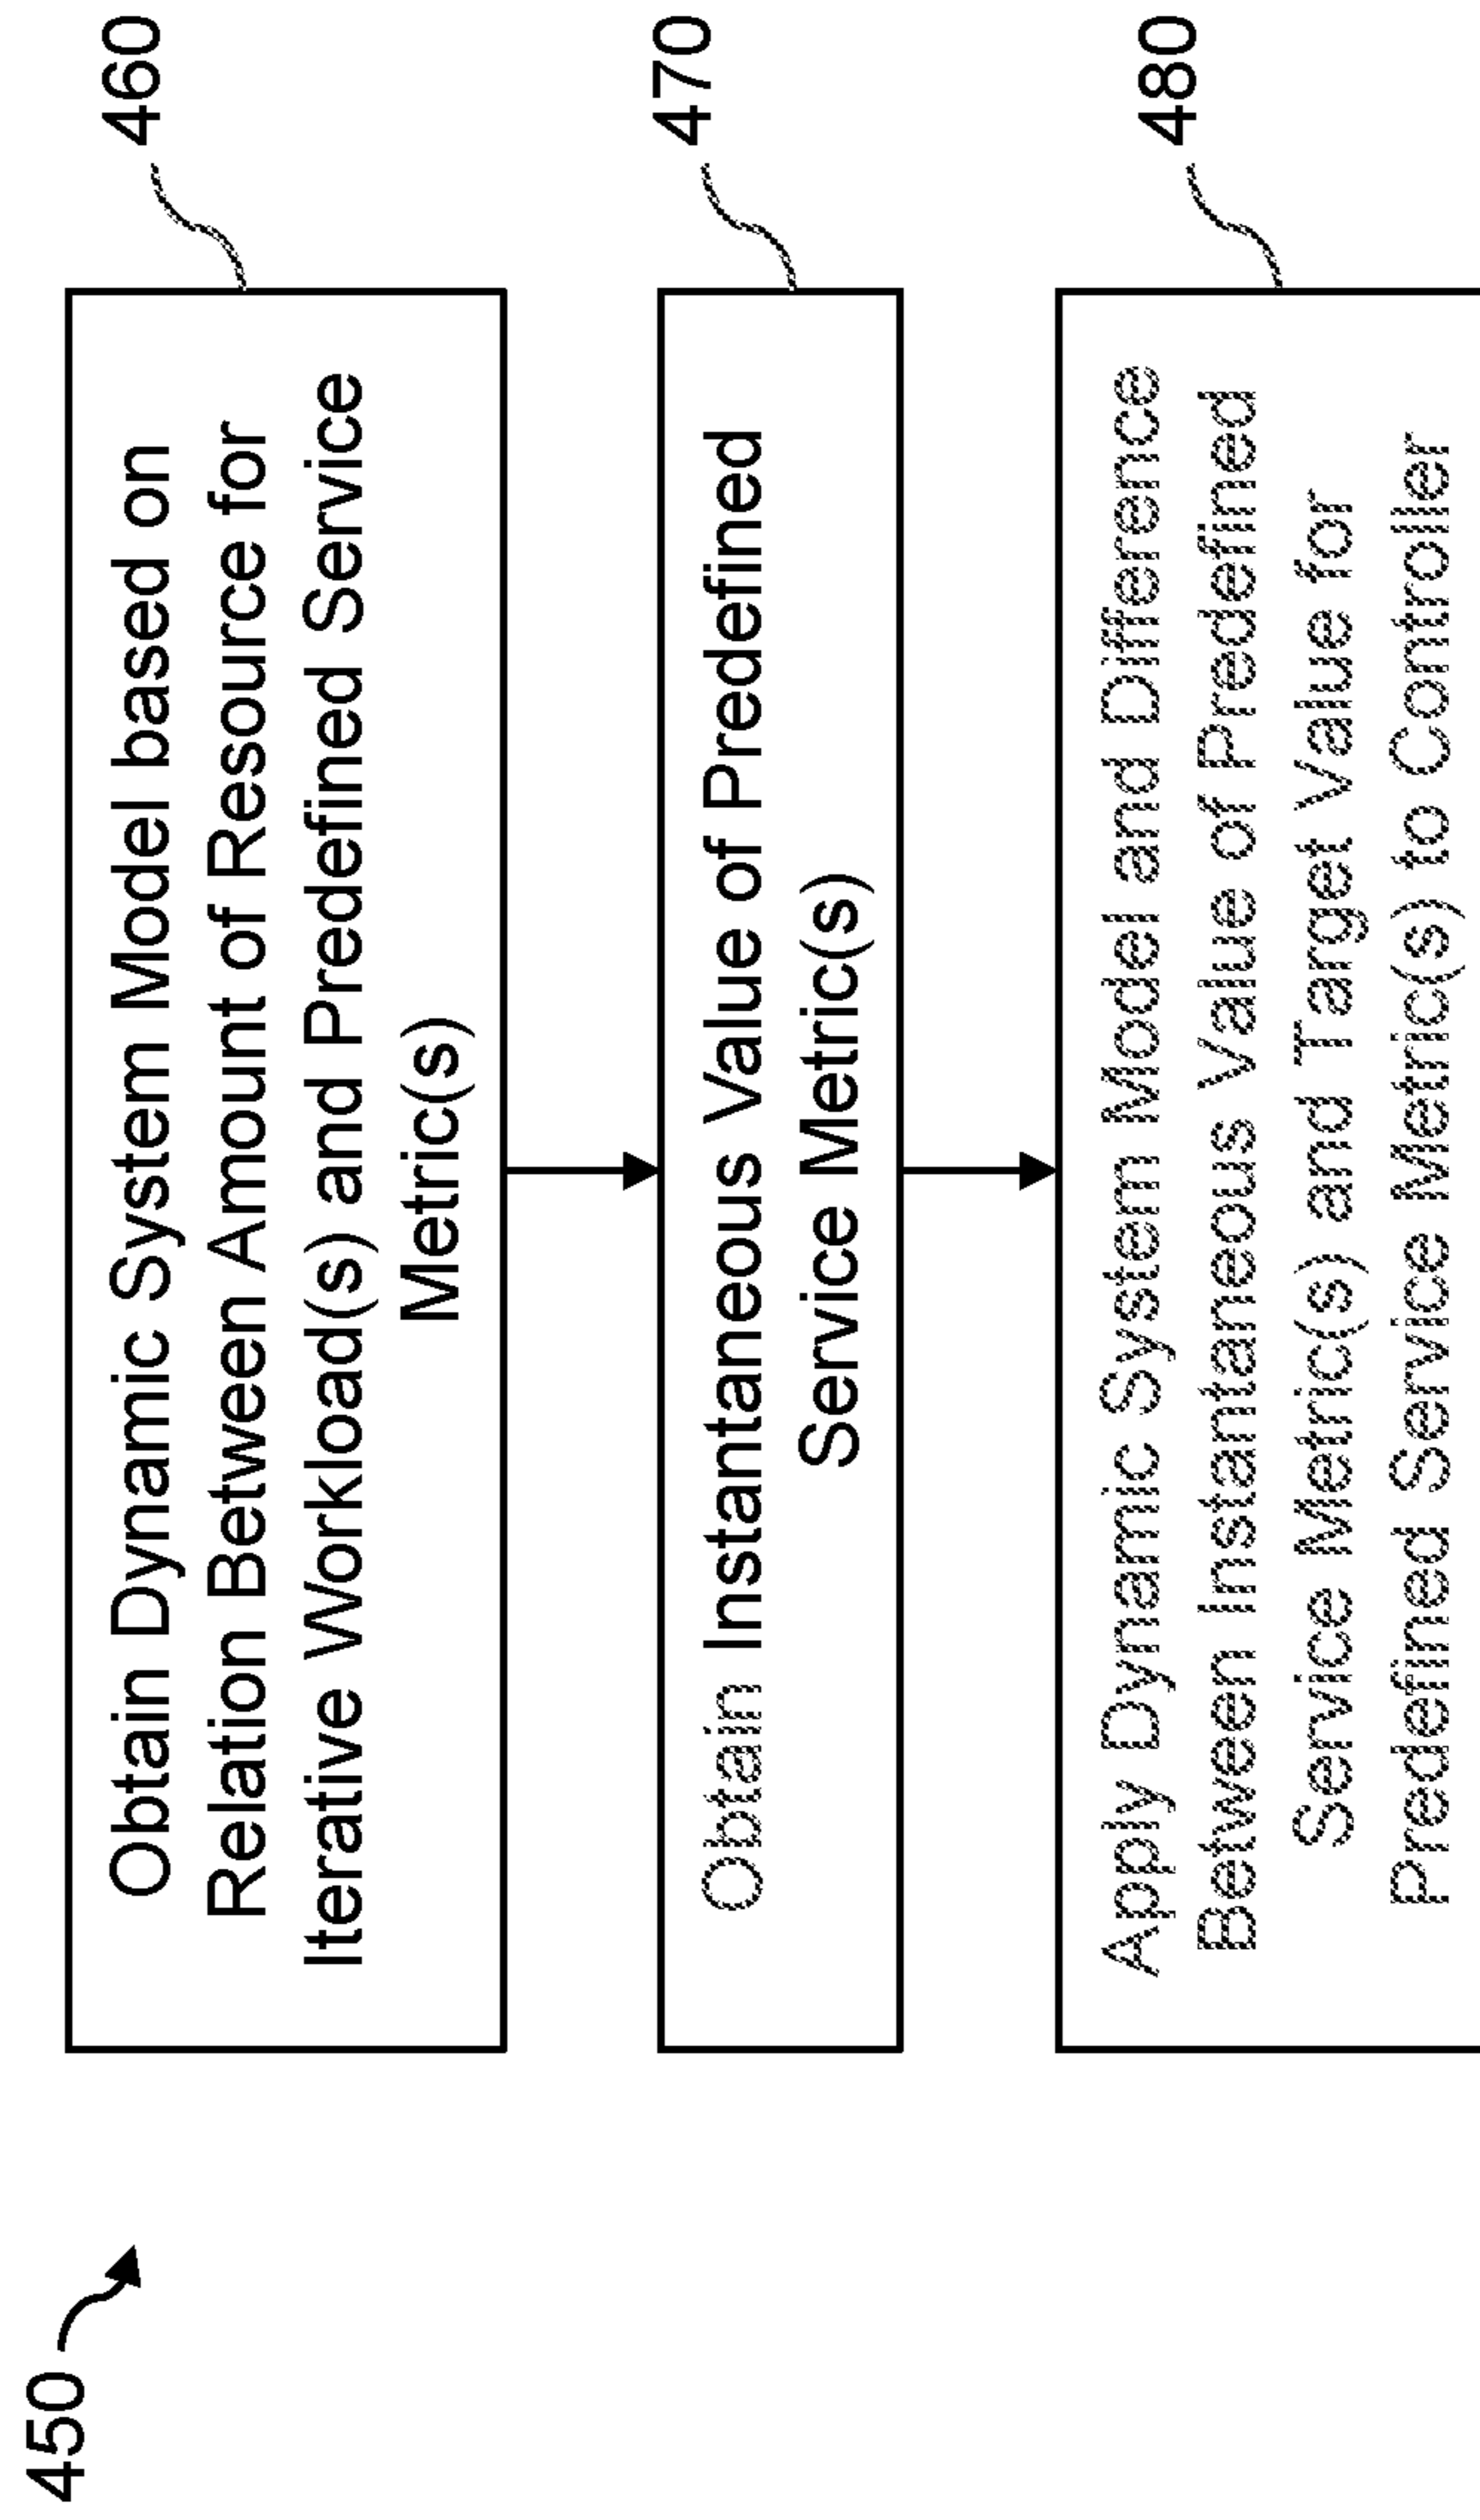 450
460
Obtain Dynamic System Model based on
Relation Between Amount of Resource for
Iterative Workload(s) and Predefined Service
Metric(s)
470
Obtain Instantaneous Value of Predefined
Service Metric(s)
480
Apply Dynamic System Model and Difference
Between Instantaneous Value of Predefined
Service Metric(s) and Target Value for
Predefined Service Metric(s) to Controller